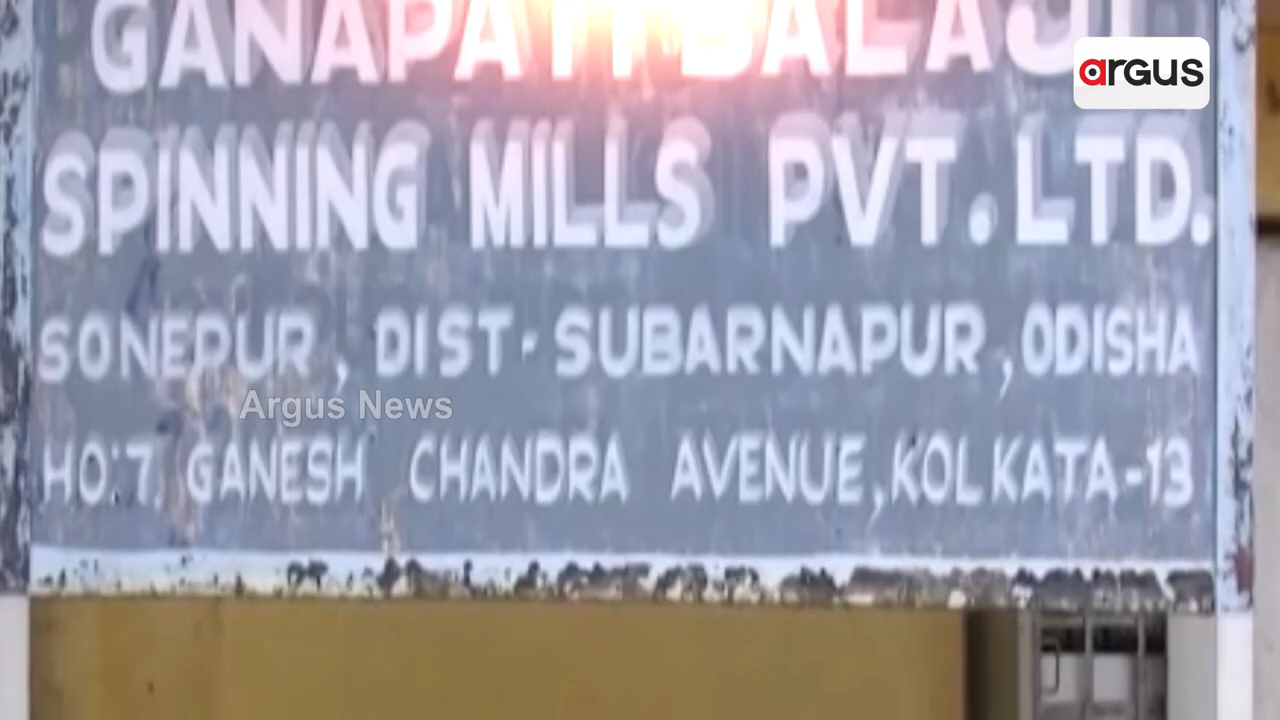 GANAPATI BALAJI
argus
SPINNING MILLS PVT. LTD.
SONEPUR, DIST- SUBARNAPUR, ODISHA
Argus News
HO:7, GANESH CHANDRA AVENUE, KOLKATA-13